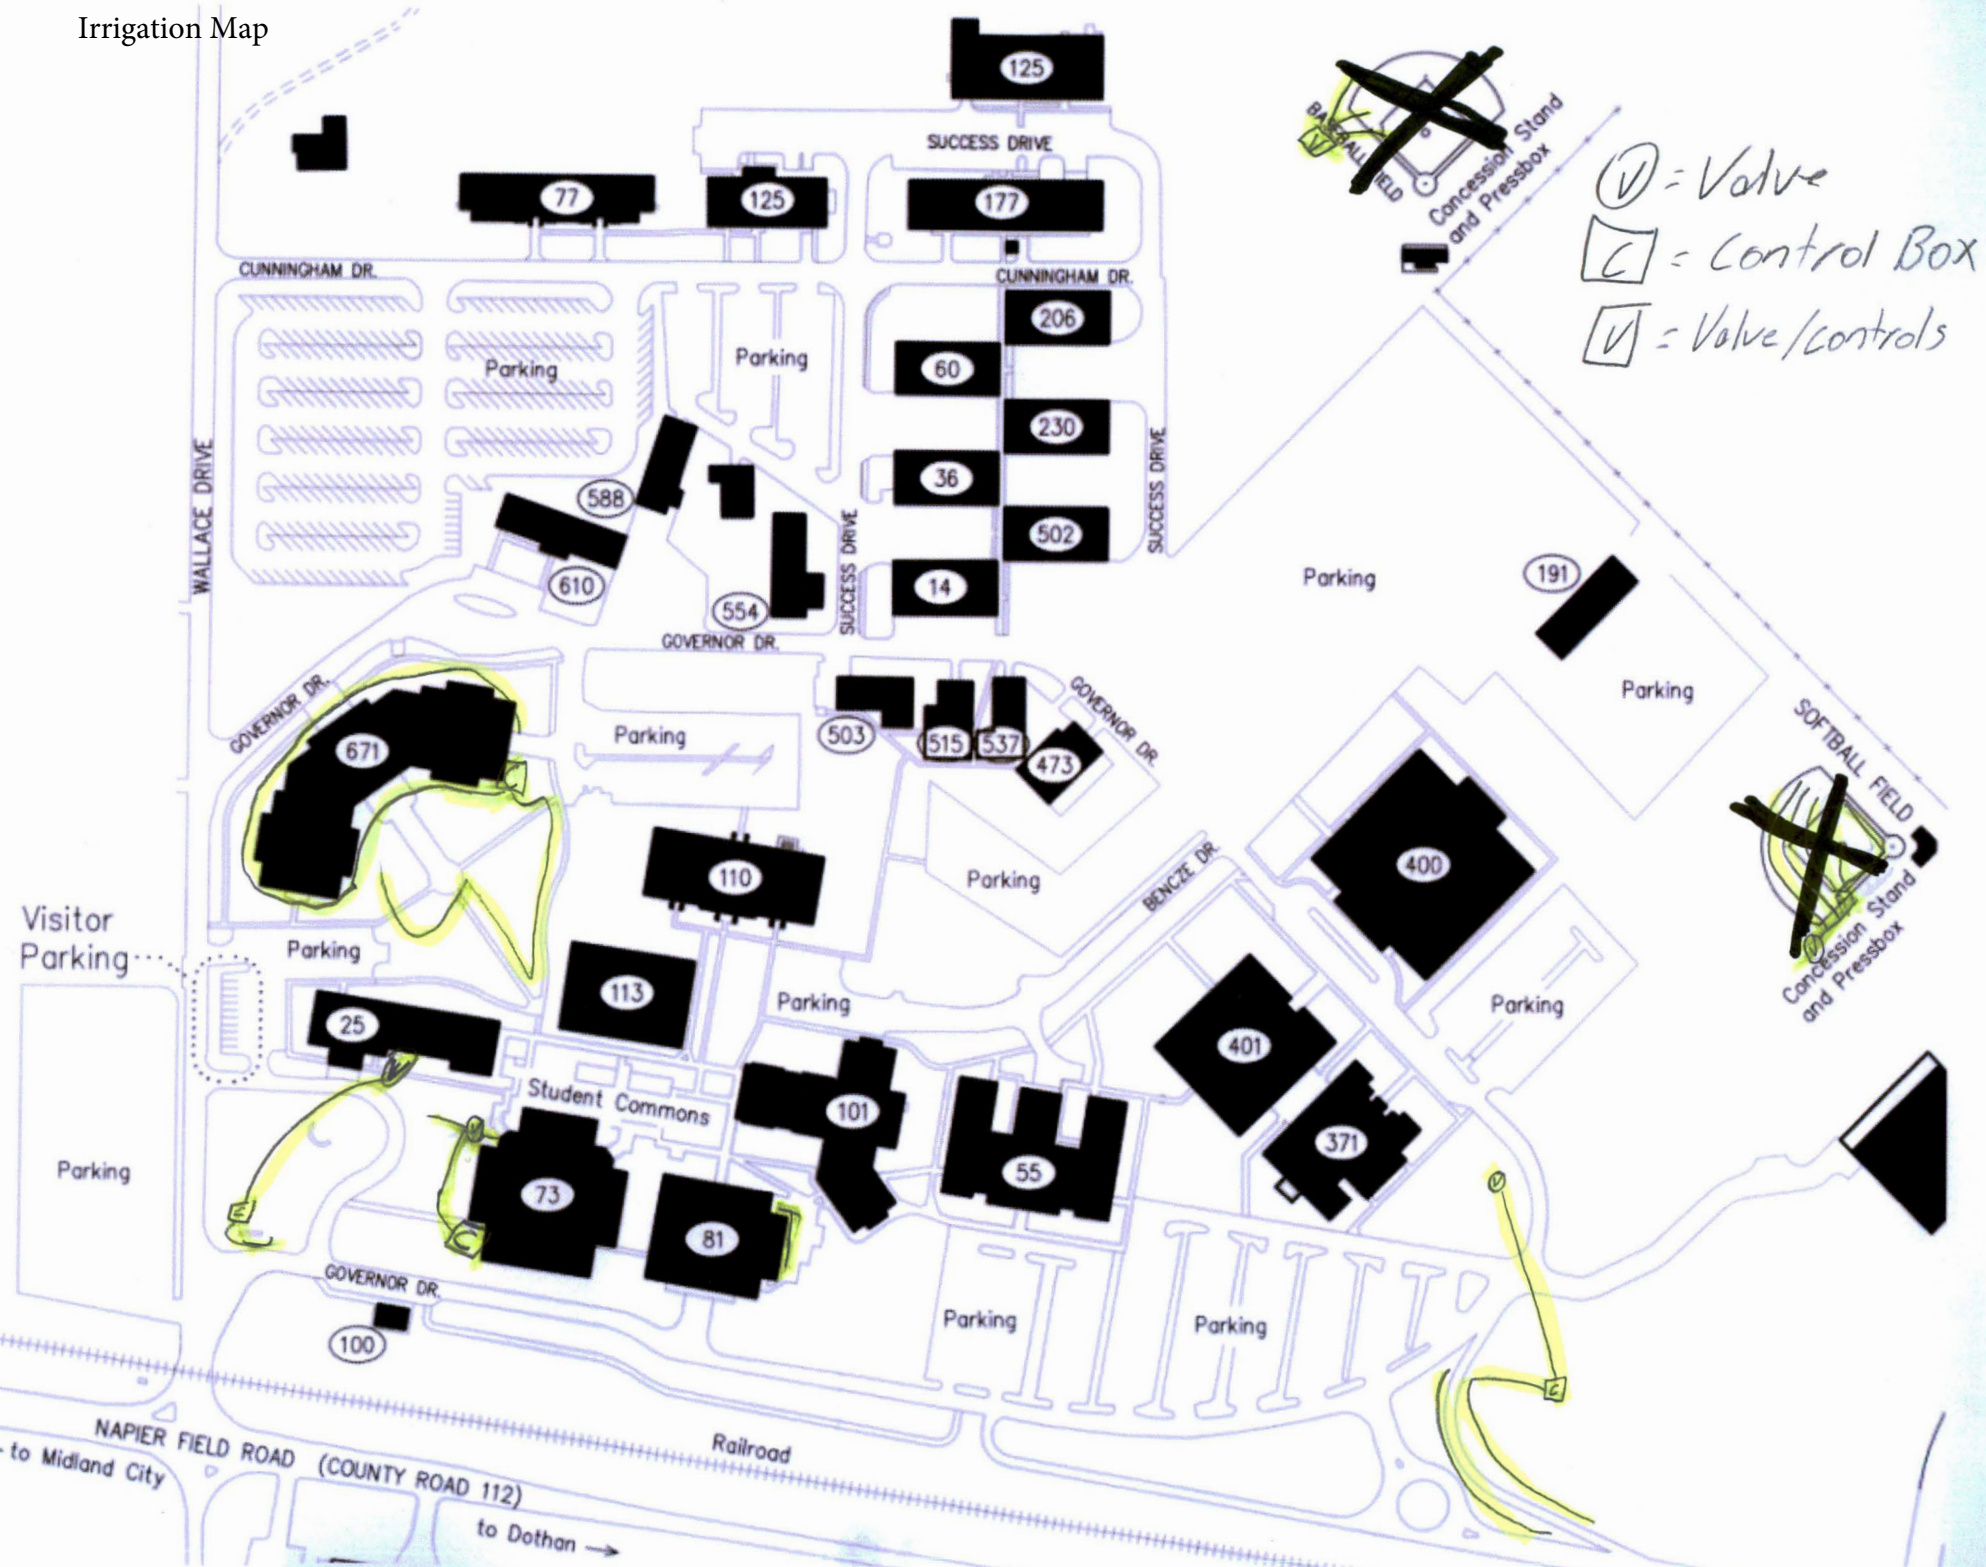 Irrigation Map
125
SUCCESS DRIVE
77
125
177
CUNNINGHAM DR.
CUNNINGHAM DR.
BASEBALL FIELD
Concession Stand
and Pressbox
V
V = Valve
C = Control Box
V = Valve/controls
206
60
230
36
502
14
Parking
Parking
WALLACE DRIVE
588
610
554
SUCCESS DRIVE
SUCCESS DRIVE
GOVERNOR DR.
Parking
191
Parking
GOVERNOR DR.
671
C
Parking
503
515
537
473
GOVERNOR DR.
SOFTBALL FIELD
Concession Stand
and Pressbox
V
110
Parking
BENCZE DR.
400
Visitor
Parking
Parking
25
113
Parking
401
Parking
Student Commons
101
55
371
V
Parking
V
73
C
81
GOVERNOR DR.
100
Parking
Parking
C
Railroad
NAPIER FIELD ROAD (COUNTY ROAD 112)
to Midland City
to Dothan →